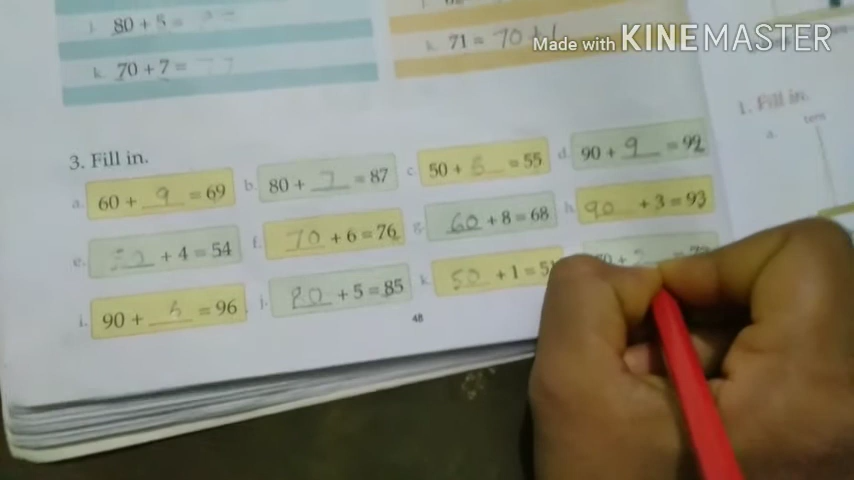 j. 80 + 5 =
k. 70 + 7 = 77
k. 71 = 70 + 1
Made with KINEMASTER
3. Fill in.
a. 60 + 9 = 69
b. 80 + 7 = 87
c. 50 + 5 = 55
d. 90 + 9 = 92
e. + 4 = 54
f. 70 + 6 = 76
g. 60 + 8 = 68
h. 90 + 3 = 93
i. 90 + 6 = 96
j. 80 + 5 = 85
k. 50 + 1 = 51
48
1. Fill in.
a. tens